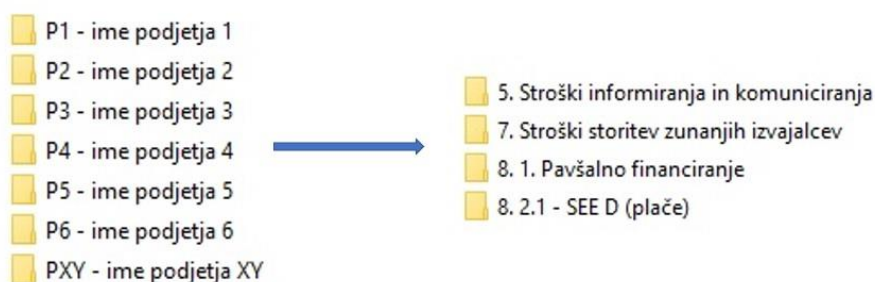 P1 - ime podjetja 1
P2 - ime podjetja 2
P3 - ime podjetja 3
P4 - ime podjetja 4
P5 - ime podjetja 5
P6 - ime podjetja 6
PXY - ime podjetja XY
5. Stroški informiranja in komuniciranja
7. Stroški storitev zunanjih izvajalcev
8. 1. Pavšalno financiranje
8. 2.1 - SEE D (plače)